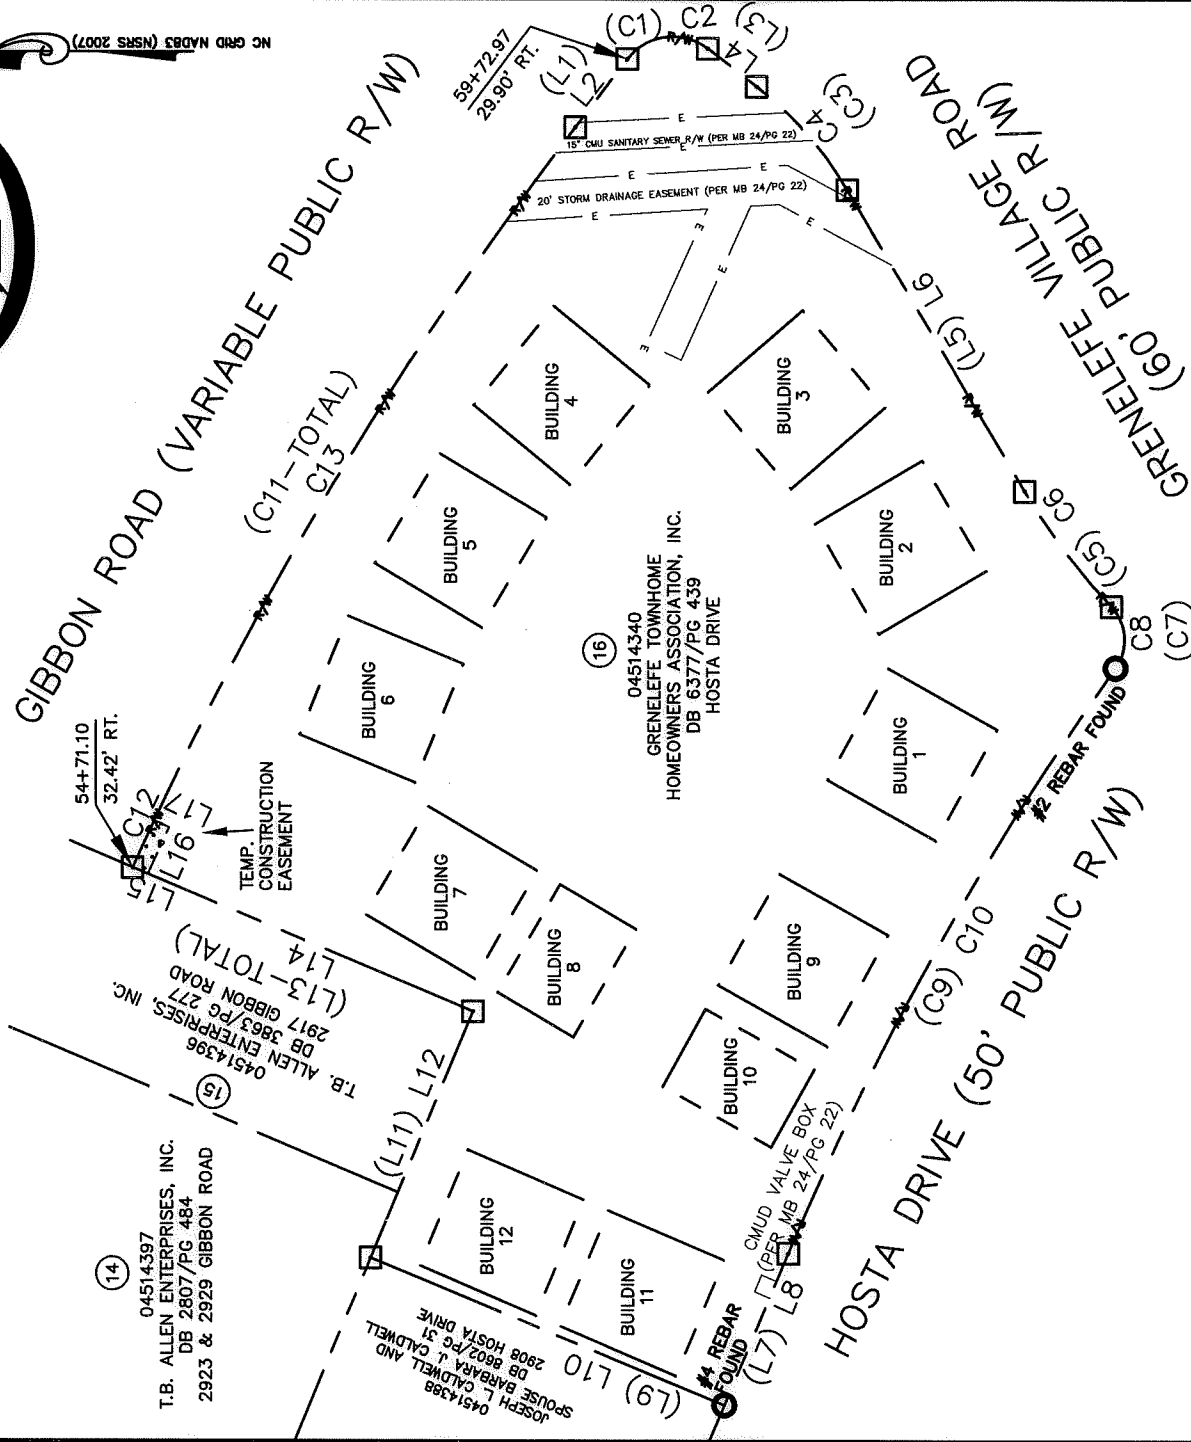 NC GRID NAD83 (NSRS 2007)
GIBBON ROAD (VARIABLE PUBLIC R/W)
59+72.97
29.90' RT.
(C1)
C2
(L1)
L2
L4
(L3)
R/W
E
15' CMU SANITARY SEWER R/W (PER MB 24/PG 22)
E
E
E
20' STORM DRAINAGE EASEMENT (PER MB 24/PG 22)
E
E
E
E
E
C4
(C3)
R/W
R/W
GRENELEFE VILLAGE ROAD
(60' PUBLIC R/W)
(L5) L6
R/W
R/W
(C11-TOTAL)
C13
R/W
54+71.10
32.42' RT.
C12
R/W
L17
L16
L15
TEMP.
CONSTRUCTION
EASEMENT
BUILDING
4
BUILDING
3
BUILDING
5
BUILDING
2
BUILDING
6
16
04514340
GRENELEFE TOWNHOME
HOMEOWNERS ASSOCIATION, INC.
DB 6377/PG 439
HOSTA DRIVE
(C5) C6
R/W
C8
(C7)
BUILDING
1
#2 REBAR FOUND
R/W
BUILDING
7
BUILDING
8
BUILDING
9
BUILDING
10
L14
(L13-TOTAL)
04514396
T.B. ALLEN ENTERPRISES, INC.
DB 3863/PG 277
2917 GIBBON ROAD
15
(L11) L12
(C9) C10
R/W
HOSTA DRIVE (50' PUBLIC R/W)
CMUD VALVE BOX
(PER MB 24/PG 22)
R/W
14
04514397
T.B. ALLEN ENTERPRISES, INC.
DB 2807/PG 484
2923 & 2929 GIBBON ROAD
BUILDING
12
BUILDING
11
04514388
JOSEPH L. CALDWELL AND
SPOUSE BARBARA J. CALDWELL
DB 8602/PG 31
2908 HOSTA DRIVE
(L9) L10
#4 REBAR
FOUND
(L7) L8